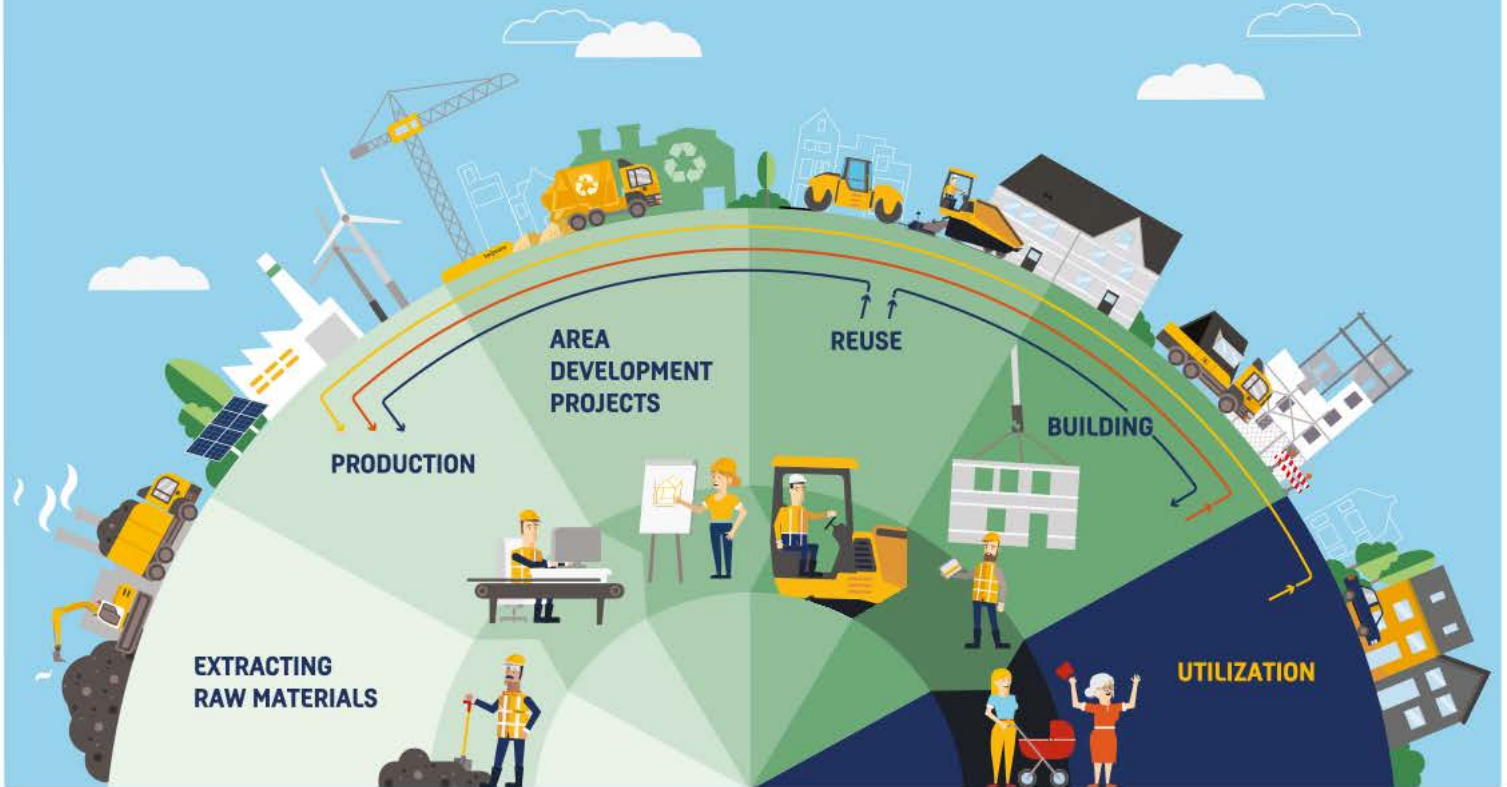 AREA
DEVELOPMENT
PROJECTS
REUSE
BUILDING
PRODUCTION
EXTRACTING
RAW MATERIALS
UTILIZATION